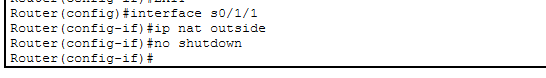 Router(config)#interface s0/1/1
Router(config-if)#ip nat outside
Router(config-if)#no shutdown
Router(config-if)#